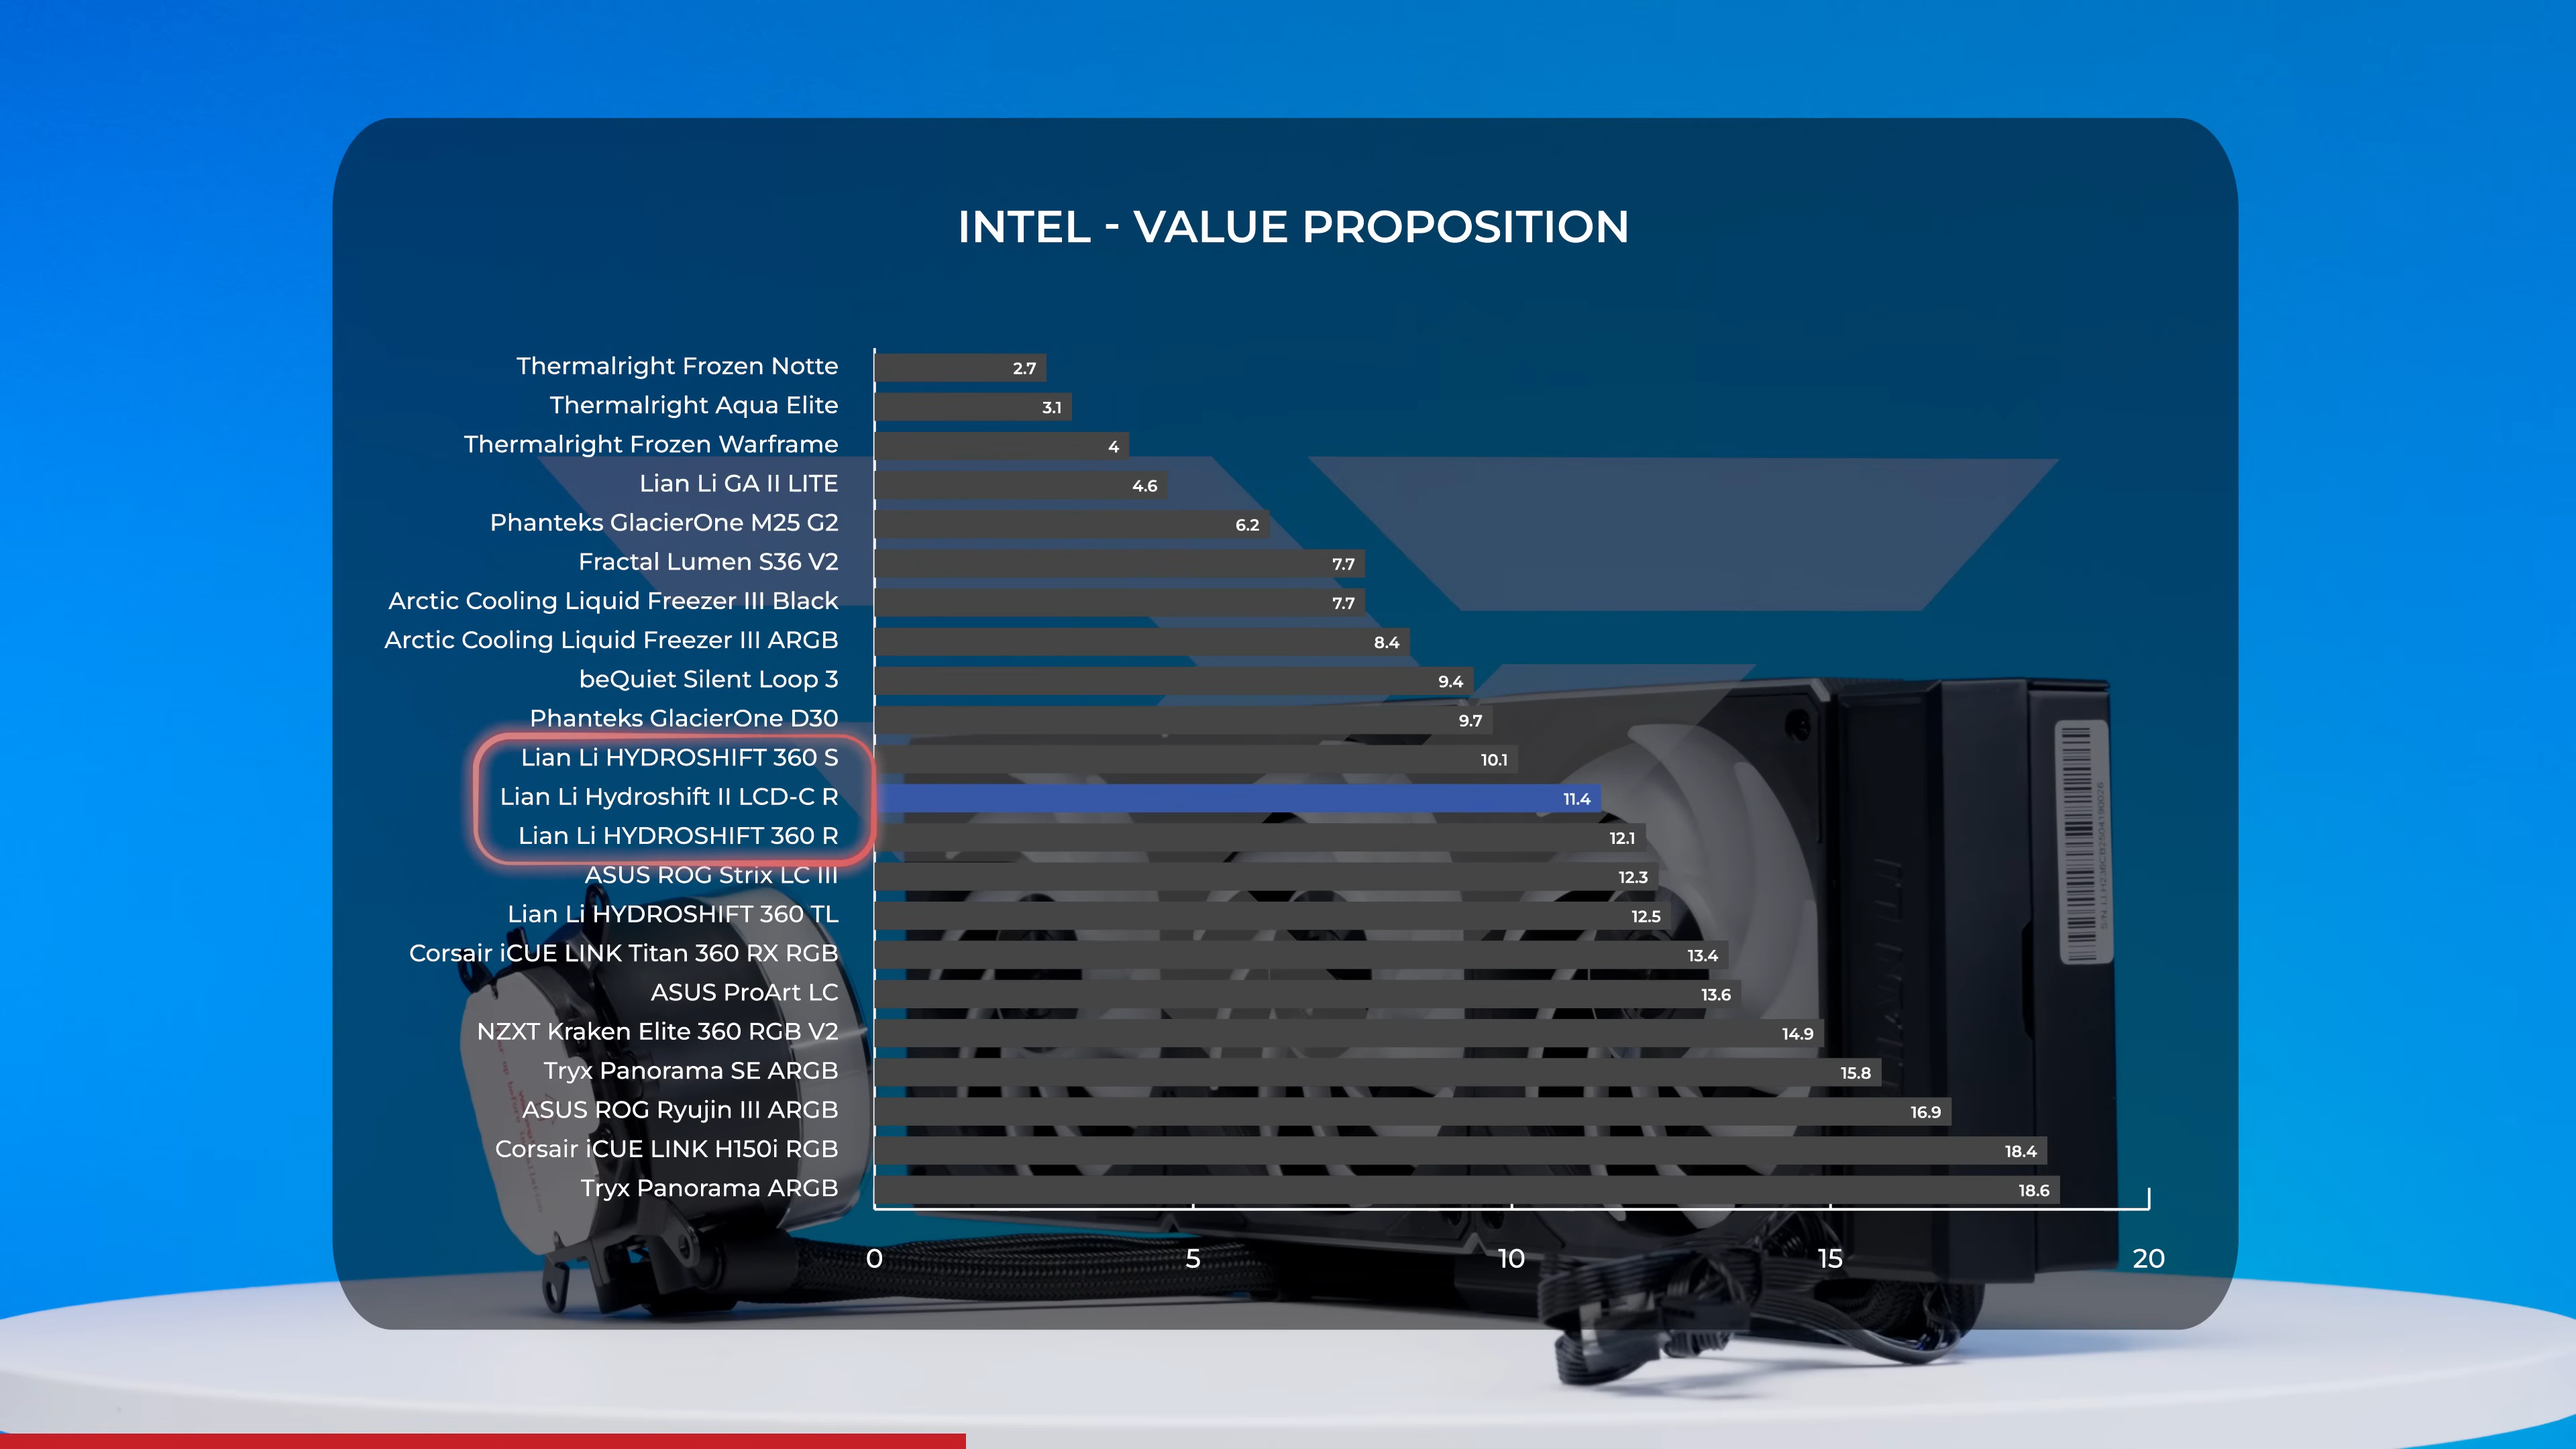 INTEL - VALUE PROPOSITION
Thermalright Frozen Notte 2.7
Thermalright Aqua Elite 3.1
Thermalright Frozen Warframe 4
Lian Li GA II LITE 4.6
Phanteks GlacierOne M25 G2 6.2
Fractal Lumen S36 V2 7.7
Arctic Cooling Liquid Freezer III Black 7.7
Arctic Cooling Liquid Freezer III ARGB 8.4
beQuiet Silent Loop 3 9.4
Phanteks GlacierOne D30 9.7
Lian Li HYDROSHIFT 360 S 10.1
Lian Li Hydroshift II LCD-C R 11.4
Lian Li HYDROSHIFT 360 R 12.1
ASUS ROG Strix LC III 12.3
Lian Li HYDROSHIFT 360 TL 12.5
Corsair iCUE LINK Titan 360 RX RGB 13.4
ASUS ProArt LC 13.6
NZXT Kraken Elite 360 RGB V2 14.9
Tryx Panorama SE ARGB 15.8
ASUS ROG Ryujin III ARGB 16.9
Corsair iCUE LINK H150i RGB 18.4
Tryx Panorama ARGB 18.6
0 5 10 15 20
LIAN LI